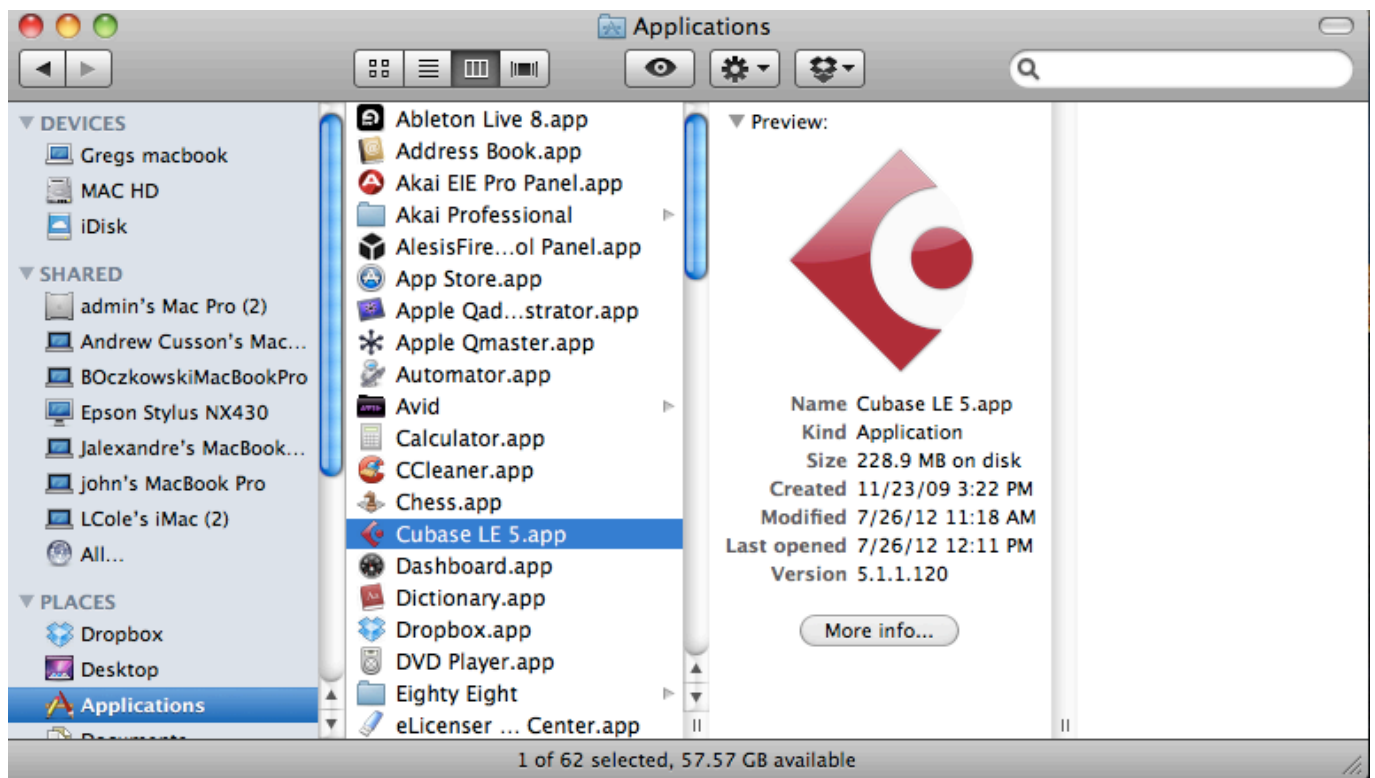 Applications
DEVICES
Gregs macbook
MAC HD
iDisk
SHARED
admin's Mac Pro (2)
Andrew Cusson's Mac...
BOczkowskiMacBookPro
Epson Stylus NX430
Jalexandre's MacBook...
john's MacBook Pro
LCole's iMac (2)
All...
PLACES
Dropbox
Desktop
Applications
Ableton Live 8.app
Address Book.app
Akai EIE Pro Panel.app
Akai Professional
AlesisFire...ol Panel.app
App Store.app
Apple Qad...strator.app
Apple Qmaster.app
Automator.app
Avid
Calculator.app
CCleaner.app
Chess.app
Cubase LE 5.app
Dashboard.app
Dictionary.app
Dropbox.app
DVD Player.app
Eighty Eight
eLicenser ... Center.app
Preview:
Name Cubase LE 5.app
Kind Application
Size 228.9 MB on disk
Created 11/23/09 3:22 PM
Modified 7/26/12 11:18 AM
Last opened 7/26/12 12:11 PM
Version 5.1.1.120
More info...
1 of 62 selected, 57.57 GB available